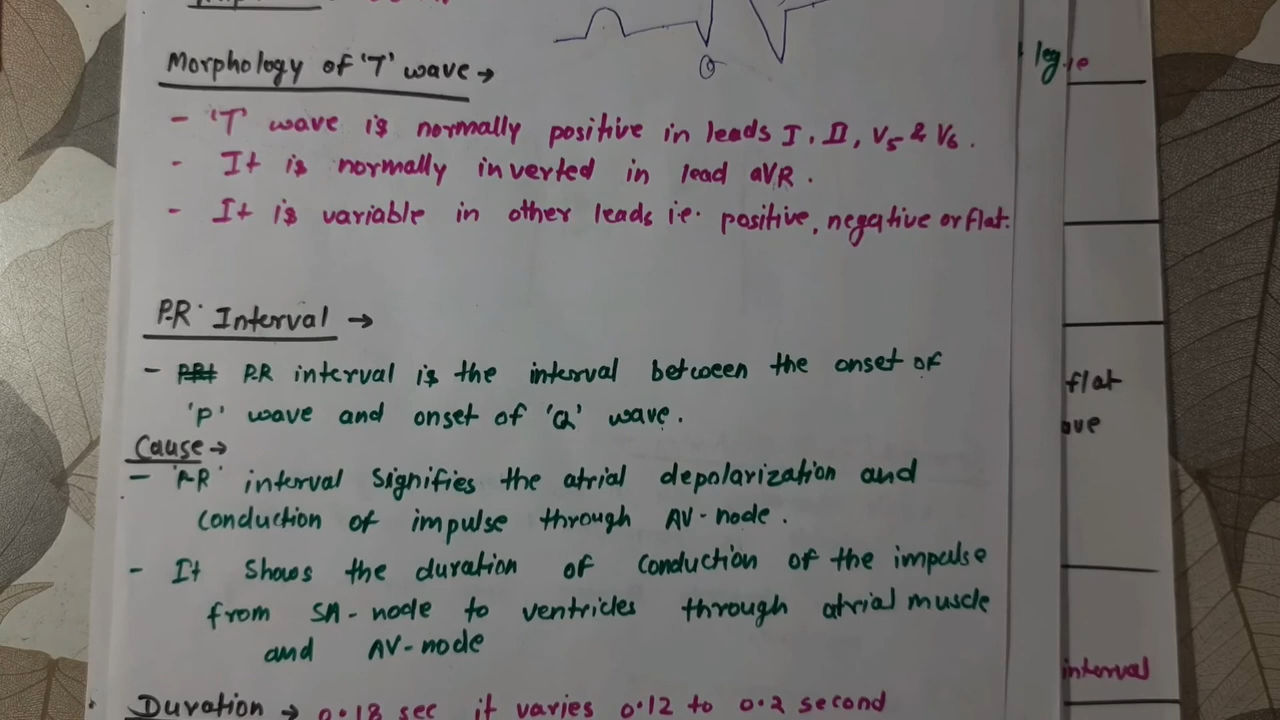 Q
Morphology of 'T' wave →
- 'T' wave is normally positive in leads I, II, V5 & V6.
- It is normally inverted in lead aVR.
- It is variable in other leads i.e. positive, negative or flat.
P-R Interval →
- P.R interval is the interval between the onset of
'P' wave and onset of 'Q' wave.
Cause →
- 'P-R' interval signifies the atrial depolarization and
conduction of impulse through AV-node.
- It shows the duration of conduction of the impulse
from SA-node to ventricles through atrial muscle
and AV-node
Duration → 0.18 sec it varies 0.12 to 0.2 second
flat
interval